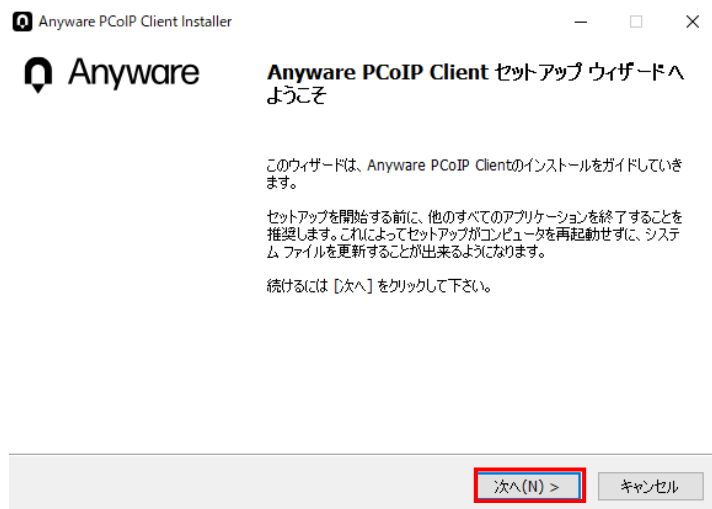 Anyware PCoIP Client Installer
Anyware
Anyware PCoIP Client セットアップ ウィザードへ
ようこそ
このウィザードは、Anyware PCoIP Clientのインストールをガイドしていき
ます。
セットアップを開始する前に、他のすべてのアプリケーションを終了することを
推奨します。これによってセットアップがコンピュータを再起動せずに、システ
ム ファイルを更新することが出来るようになります。
続けるには [次へ] をクリックして下さい。
次へ(N) >
キャンセル